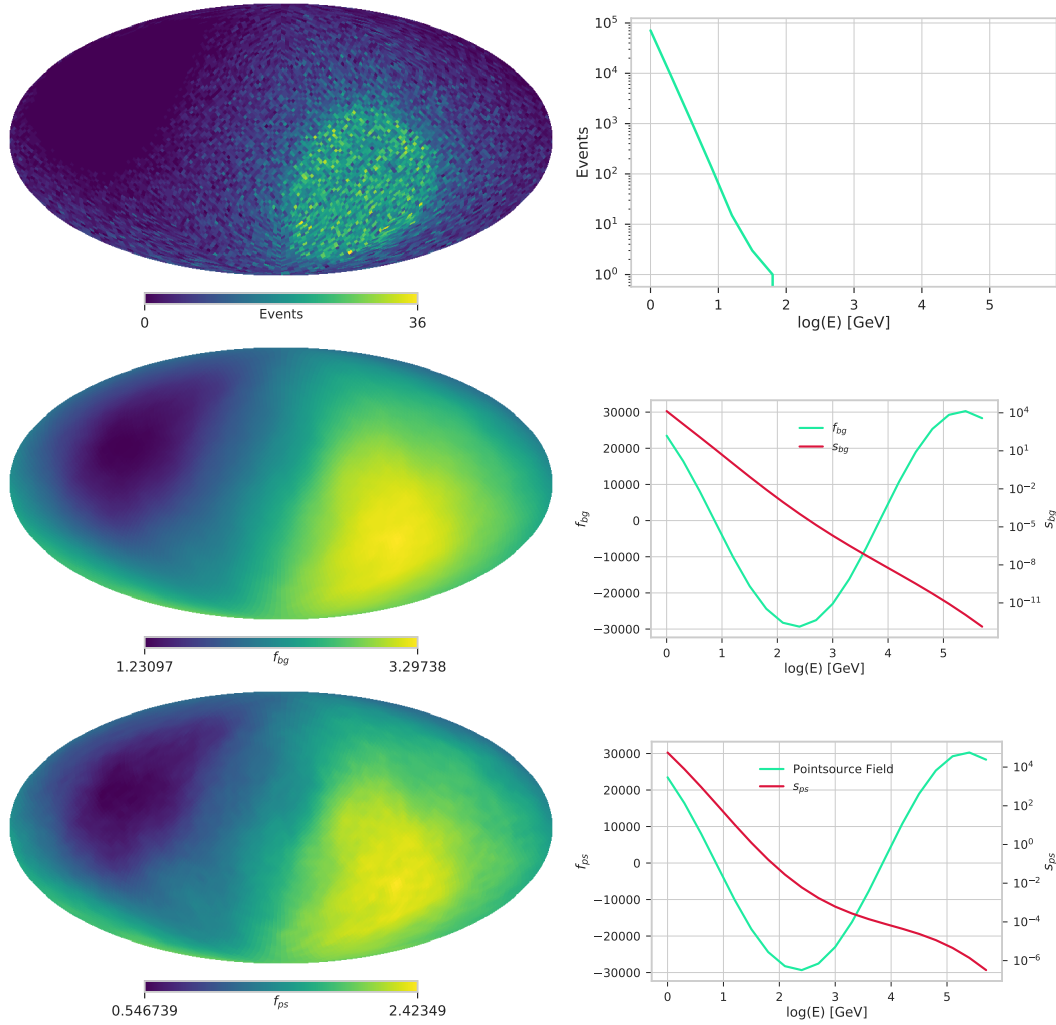 0
36
Events
10^5
10^4
10^3
10^2
10^1
10^0
Events
0 1 2 3 4 5
log(E) [GeV]
1.23097
3.29738
f_bg
30000
20000
10000
0
−10000
−20000
−30000
f_bg
f_bg
s_bg
10^4
10^1
10^−2
10^−5
10^−8
10^−11
s_bg
0 1 2 3 4 5
log(E) [GeV]
0.546739
2.42349
f_ps
30000
20000
10000
0
−10000
−20000
−30000
f_ps
Pointsource Field
s_ps
10^4
10^2
10^0
10^−2
10^−4
10^−6
s_ps
0 1 2 3 4 5
log(E) [GeV]